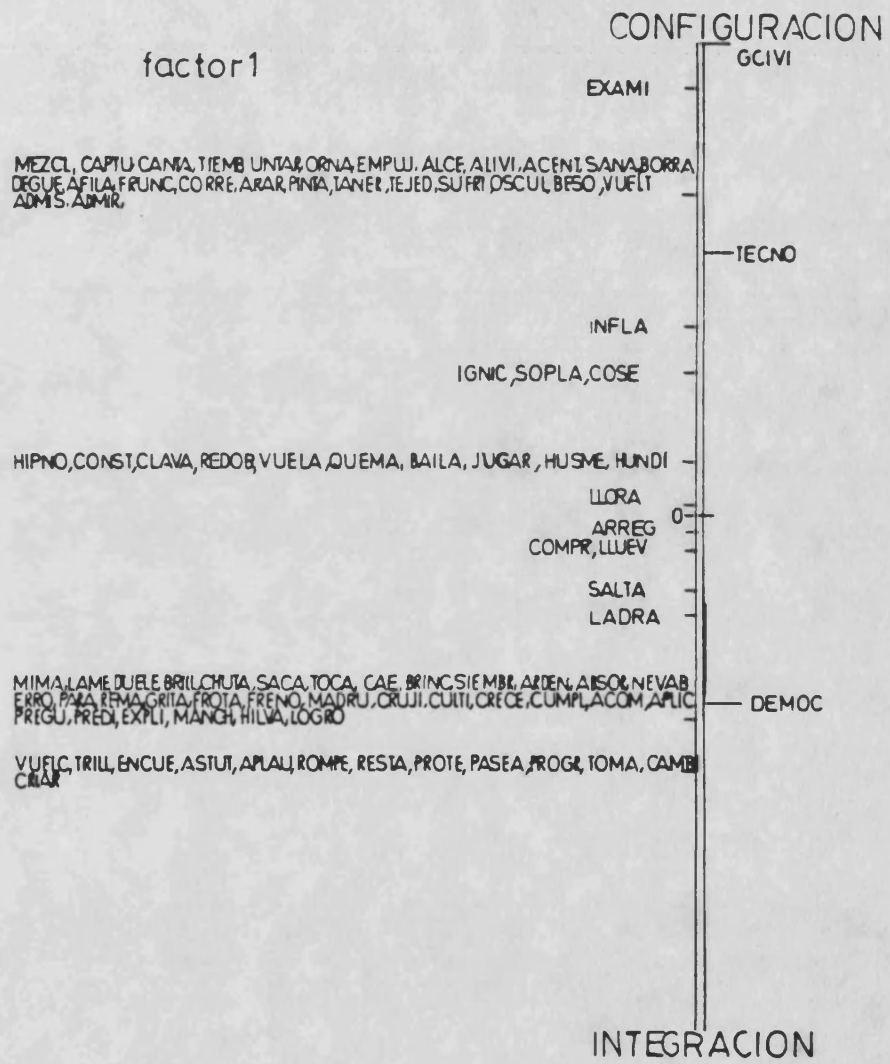 CONFIGURACION
factor1
GCIVI
EXAMI
MEZCL, CAPTU CANTA, TIEMB UNTAR, ORNA, EMPUJ, ALCE, ALIVI, ACENT, SANA, BORRA
DEGUE, AFILA, FRUNC, CORRE, ARAR, PINTA, TANER, TEJED, SUFRI, OSCUL, BESO, VUELT
ADMIS, ADMIR,
TECNO
INFLA
IGNIC, SOPLA, COSE
HIPNO, CONST, CLAVA, REDOB, VUELA, QUEMA, BAILA, JUGAR, HUSME, HUNDI
LLORA
0
ARREG
COMPR, LLUEV
SALTA
LADRA
MIMA, LAME DUELE BRILL, CHUTA, SACA, TOCA, CAE, BRINC, SIEMBR, ARDEN, ABSOR, NEVAB
ERRO, PARA, REMA, GRITA, FROTA, FRENO, MADRU, CRUJI, CULTI, CRECE, CUMPL, ACOM, APLIC
DEMOC
PREGU, PREDI, EXPLI, MANCH, HILVA, LOGRO
VUELC, TRILL, ENCUE, ASTUT, APLAU, ROMPE, RESTA, PROTE, PASEA, PROGR, TOMA, CAMBI
CRIAR
INTEGRACION